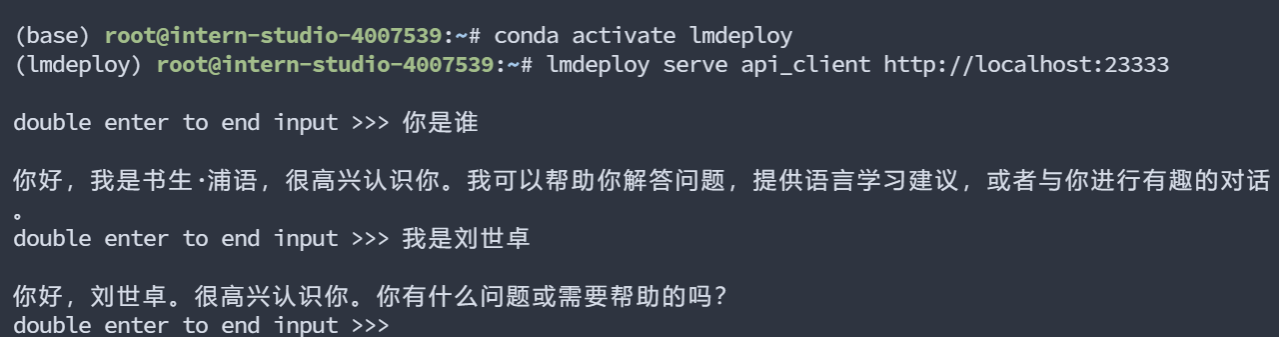 (base) root@intern-studio-4007539:~# conda activate lmdeploy
(lmdeploy) root@intern-studio-4007539:~# lmdeploy serve api_client http://localhost:23333
double enter to end input >>> 你是谁
你好，我是书生·浦语，很高兴认识你。我可以帮助你解答问题，提供语言学习建议，或者与你进行有趣的对话
。
double enter to end input >>> 我是刘世卓
你好，刘世卓。很高兴认识你。你有什么问题或需要帮助的吗？
double enter to end input >>>